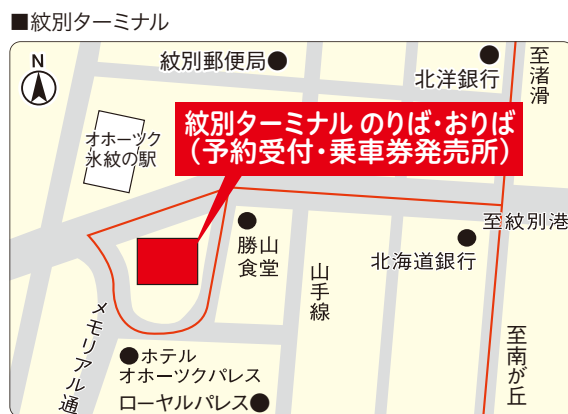 ■紋別ターミナル
N
紋別郵便局●
北洋銀行
至渚滑
オホーツク
氷紋の駅
紋別ターミナル のりば・おりば
（予約受付・乗車券発売所）
至紋別港
勝山
食堂
北海道銀行
山手線
メモリアル通
至南が丘
●ホテル
オホーツクパレス
ローヤルパレス●